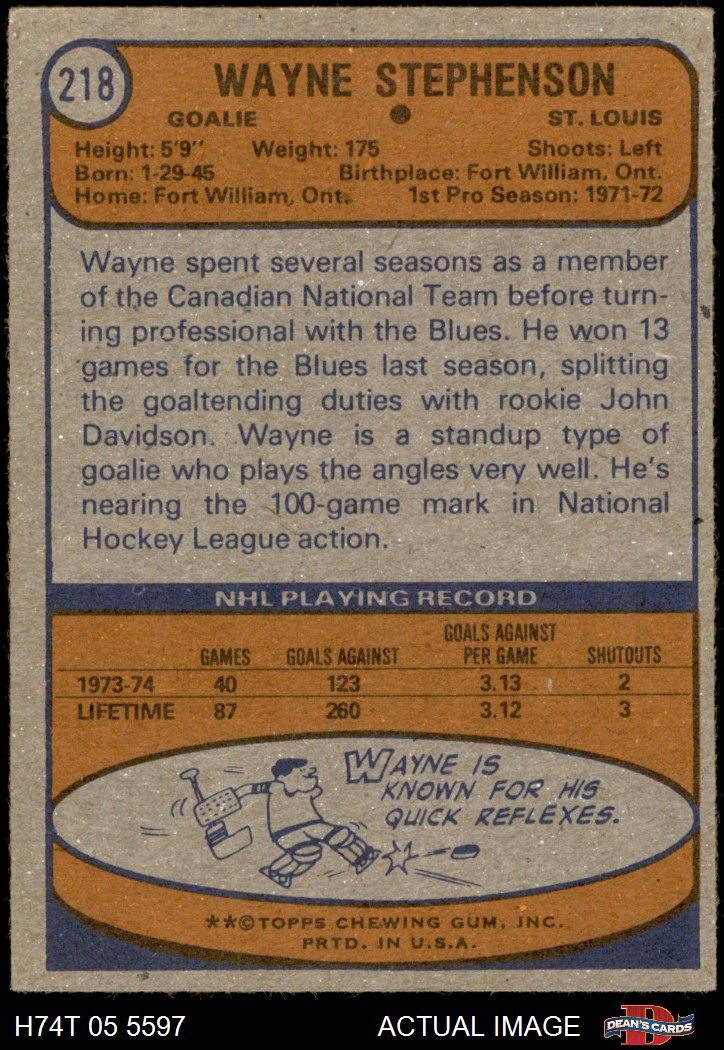 218
WAYNE STEPHENSON
GOALIE ST. LOUIS
Height: 5'9" Weight: 175 Shoots: Left
Born: 1-29-45 Birthplace: Fort William, Ont.
Home: Fort William, Ont. 1st Pro Season: 1971-72
Wayne spent several seasons as a member
of the Canadian National Team before turn-
ing professional with the Blues. He won 13
games for the Blues last season, splitting
the goaltending duties with rookie John
Davidson. Wayne is a standup type of
goalie who plays the angles very well. He's
nearing the 100-game mark in National
Hockey League action.
NHL PLAYING RECORD
GAMES GOALS AGAINST GOALS AGAINST PER GAME SHUTOUTS
1973-74 40 123 3.13 2
LIFETIME 87 260 3.12 3
WAYNE IS
KNOWN FOR HIS
QUICK REFLEXES.
**©TOPPS CHEWING GUM, INC.
PRTD. IN U.S.A.
H74T 05 5597 ACTUAL IMAGE D DEAN'S CARDS